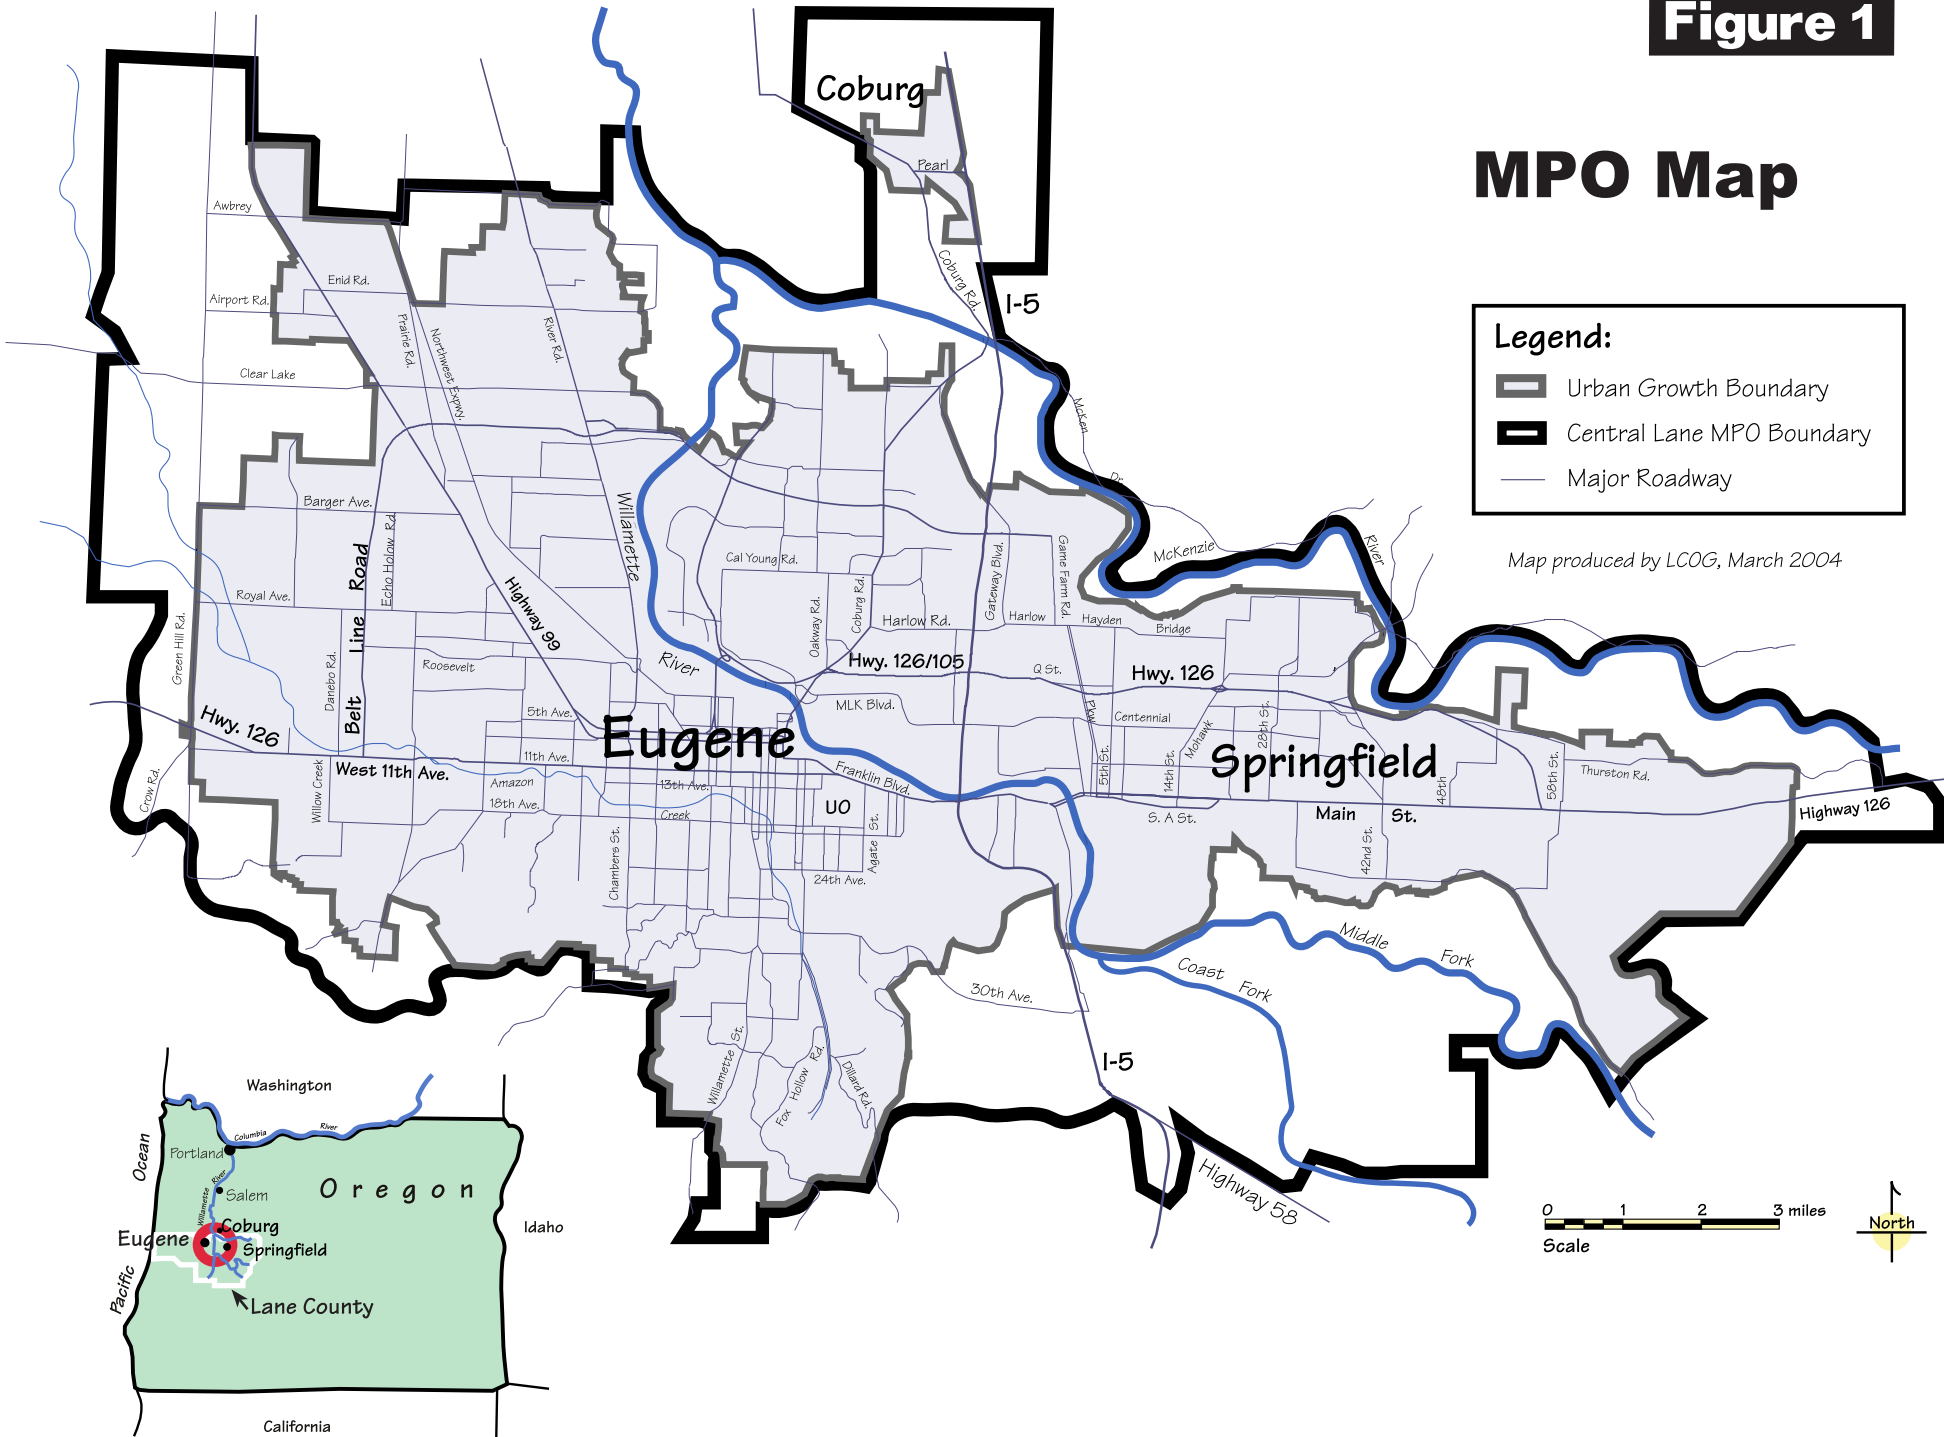 Figure 1
MPO Map
Coburg
Pearl
Coburg Rd.
I-5
Legend:
Urban Growth Boundary
Central Lane MPO Boundary
Major Roadway
Map produced by LCOG, March 2004
Awbrey
Enid Rd.
Airport Rd.
Prairie Rd.
Northwest Expwy.
River Rd.
Clear Lake
McKen
Dr.
Barger Ave.
Belt Line Road
Echo Holow Rd.
Willamette
River
Highway 99
Cal Young Rd.
Oakway Rd.
Coburg Rd.
Harlow Rd.
Gateway Blvd.
Game Farm Rd.
Harlow
Hayden
Bridge
McKenzie
River
Royal Ave.
Green Hill Rd.
Danebo Rd.
Roosevelt
Hwy. 126/105
Q St.
Hwy. 126
MLK Blvd.
Pkwy
Centennial
Mohawk
28th St.
5th St.
14th St.
Hwy. 126
5th Ave.
Eugene
Springfield
West 11th Ave.
11th Ave.
Franklin Blvd.
Crow Rd.
Willow Creek
Amazon
13th Ave.
18th Ave.
Creek
UO
Agate St.
Chambers St.
24th Ave.
S. A St.
Main St.
42nd St.
48th
58th St.
Thurston Rd.
Highway 126
Middle Fork
Coast Fork
30th Ave.
I-5
Willamette St.
Fox Hollow Rd.
Dillard Rd.
Highway 58
0 1 2 3 miles
Scale
North
Washington
Columbia River
Portland
Ocean
Pacific
Oregon
Salem
Willamette River
Coburg
Eugene
Springfield
Idaho
Lane County
California